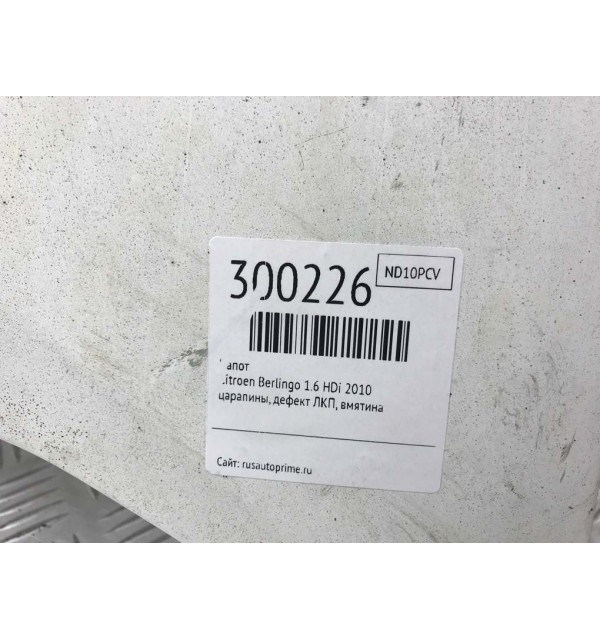 300226
ND10PCV
апот
itroen Berlingo 1.6 HDi 2010
царапины, дефект ЛКП, вмятина
Сайт: rusautoprime.ru